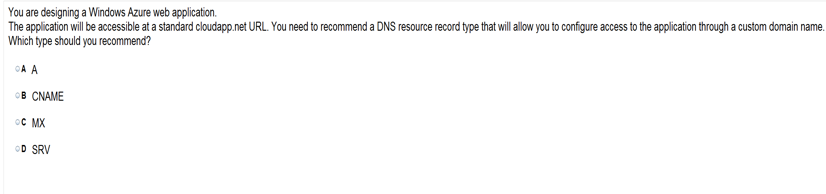 You are designing a Windows Azure web application.
The application will be accessible at a standard cloudapp.net URL. You need to recommend a DNS resource record type that will allow you to configure access to the application through a custom domain name.
Which type should you recommend?
A A
B CNAME
C MX
D SRV